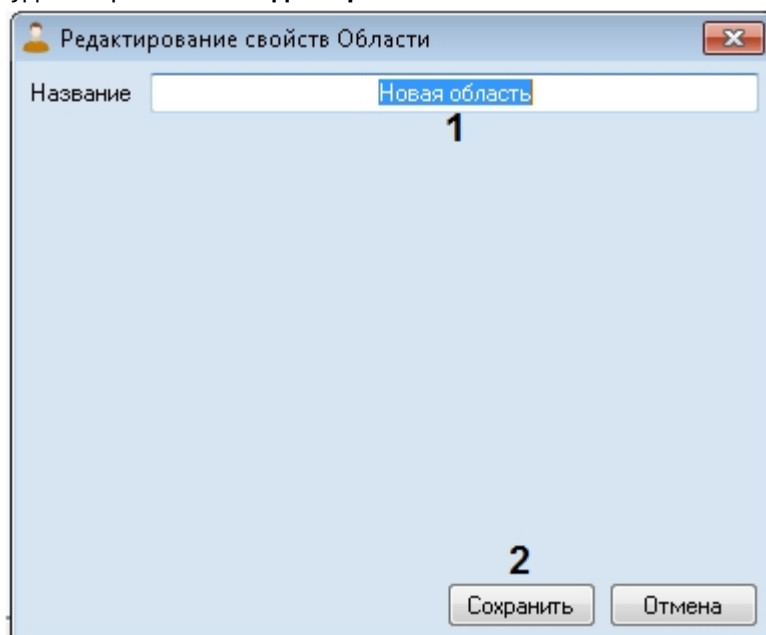 Редактирование свойств Области
Название Новая область
1
2
Сохранить Отмена